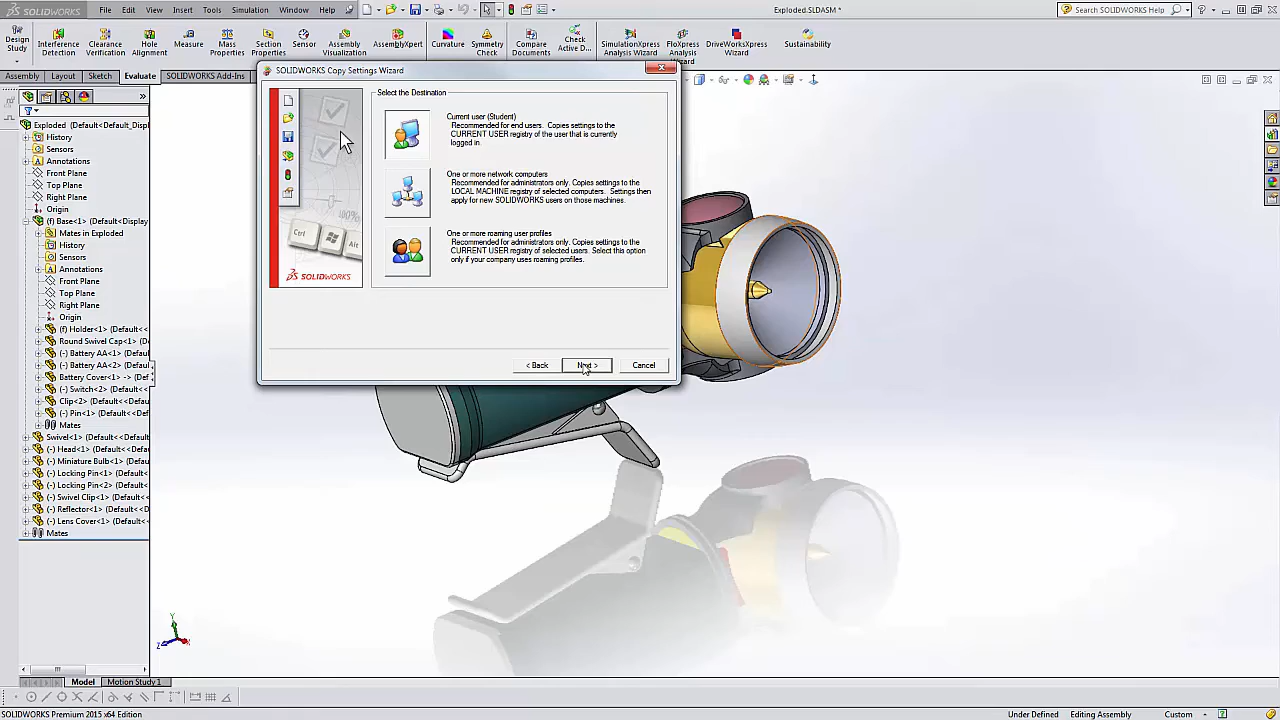 SOLIDWORKS
File Edit View Insert Tools Simulation Window Help
Exploded.SLDASM *
Search SOLIDWORKS Help
Design Study
Interference Detection
Clearance Verification
Hole Alignment
Measure
Mass Properties
Section Properties
Sensor
Assembly Visualization
AssemblyXpert
Curvature
Symmetry Check
Compare Documents
Check Active D...
SimulationXpress Analysis Wizard
FloXpress Analysis Wizard
DriveWorksXpress Wizard
Sustainability
Assembly Layout Sketch Evaluate SOLIDWORKS Add-Ins
SOLIDWORKS Copy Settings Wizard
Select the Destination
Current user (Student)
Recommended for end users. Copies settings to the
CURRENT USER registry of the user that is currently
logged in.
One or more network computers
Recommended for administrators only. Copies settings to the
LOCAL MACHINE registry of selected computers. Settings then
apply for new SOLIDWORKS users on those machines.
One or more roaming user profiles
Recommended for administrators only. Copies settings to the
CURRENT USER registry of selected users. Select this option
only if your company uses roaming profiles.
100%
Ctrl
Alt
SOLIDWORKS
< Back
Next >
Cancel
Exploded (Default<Default_Displ
History
Sensors
Annotations
Front Plane
Top Plane
Right Plane
Origin
(f) Base<1> (Default<Display
Mates in Exploded
History
Sensors
Annotations
Front Plane
Top Plane
Right Plane
Origin
(f) Holder<1> (Default<<
Round Swivel Cap<1> (
(-) Battery AA<1> (Defau
(-) Battery AA<2> (Defau
Battery Cover<1> -> (De
(-) Switch<2> (Default<<
Clip<2> (Default<<Defau
(-) Pin<1> (Default<<Def
Mates
Swivel<1> (Default<<Defaul
(-) Head<1> (Default<<Defa
(-) Miniature Bulb<1> (Defa
(-) Locking Pin<1> (Default
(-) Locking Pin<2> (Default
(-) Swivel Clip<1> (Default<
(-) Reflector<1> (Default<<
(-) Lens Cover<1> (Default<
Mates
Y
Z
X
Model Motion Study 1
SOLIDWORKS Premium 2015 x64 Edition
Under Defined Editing Assembly Custom